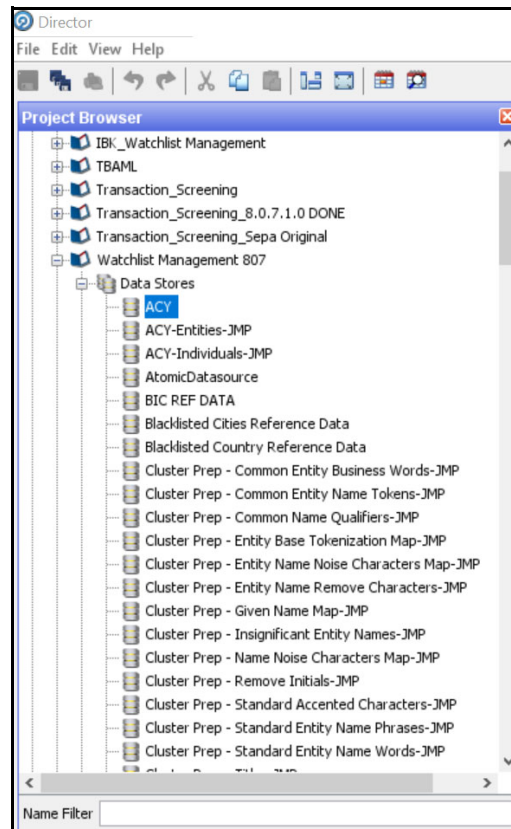 Director
File Edit View Help
Project Browser
IBK_Watchlist Management
TBAML
Transaction_Screening
Transaction_Screening_8.0.7.1.0 DONE
Transaction_Screening_Sepa Original
Watchlist Management 807
Data Stores
ACY
ACY-Entities-JMP
ACY-Individuals-JMP
AtomicDatasource
BIC REF DATA
Blacklisted Cities Reference Data
Blacklisted Country Reference Data
Cluster Prep - Common Entity Business Words-JMP
Cluster Prep - Common Entity Name Tokens-JMP
Cluster Prep - Common Name Qualifiers-JMP
Cluster Prep - Entity Base Tokenization Map-JMP
Cluster Prep - Entity Name Noise Characters Map-JMP
Cluster Prep - Entity Name Remove Characters-JMP
Cluster Prep - Given Name Map-JMP
Cluster Prep - Insignificant Entity Names-JMP
Cluster Prep - Name Noise Characters Map-JMP
Cluster Prep - Remove Initials-JMP
Cluster Prep - Standard Accented Characters-JMP
Cluster Prep - Standard Entity Name Phrases-JMP
Cluster Prep - Standard Entity Name Words-JMP
Name Filter